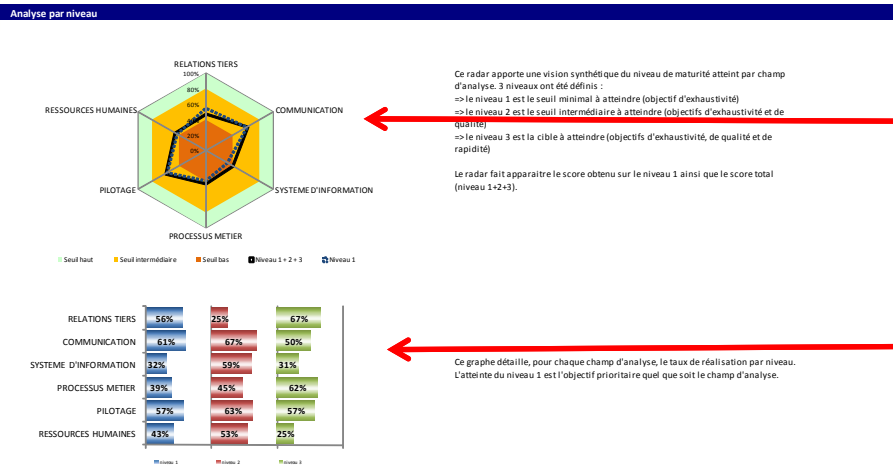 Analyse par niveau
RELATIONS TIERS
100%
80%
60%
40%
20%
0%
COMMUNICATION
SYSTEME D'INFORMATION
PROCESSUS METIER
PILOTAGE
RESSOURCES HUMAINES
Seuil haut
Seuil intermédiaire
Seuil bas
Niveau 1 + 2 + 3
Niveau 1
Ce radar apporte une vision synthétique du niveau de maturité atteint par champ
d'analyse. 3 niveaux ont été définis :
=> le niveau 1 est le seuil minimal à atteindre (objectif d'exhaustivité)
=> le niveau 2 est le seuil intermédiaire à atteindre (objectifs d'exhaustivité et de
qualité)
=> le niveau 3 est la cible à atteindre (objectifs d'exhaustivité, de qualité et de
rapidité)
Le radar fait apparaitre le score obtenu sur le niveau 1 ainsi que le score total
(niveau 1+2+3).
RELATIONS TIERS 56% 25% 67%
COMMUNICATION 61% 67% 50%
SYSTEME D'INFORMATION 32% 59% 31%
PROCESSUS METIER 39% 45% 62%
PILOTAGE 57% 63% 57%
RESSOURCES HUMAINES 43% 53% 25%
niveau 1
niveau 2
niveau 3
Ce graphe détaille, pour chaque champ d'analyse, le taux de réalisation par niveau.
L'atteinte du niveau 1 est l'objectif prioritaire quel que soit le champ d'analyse.